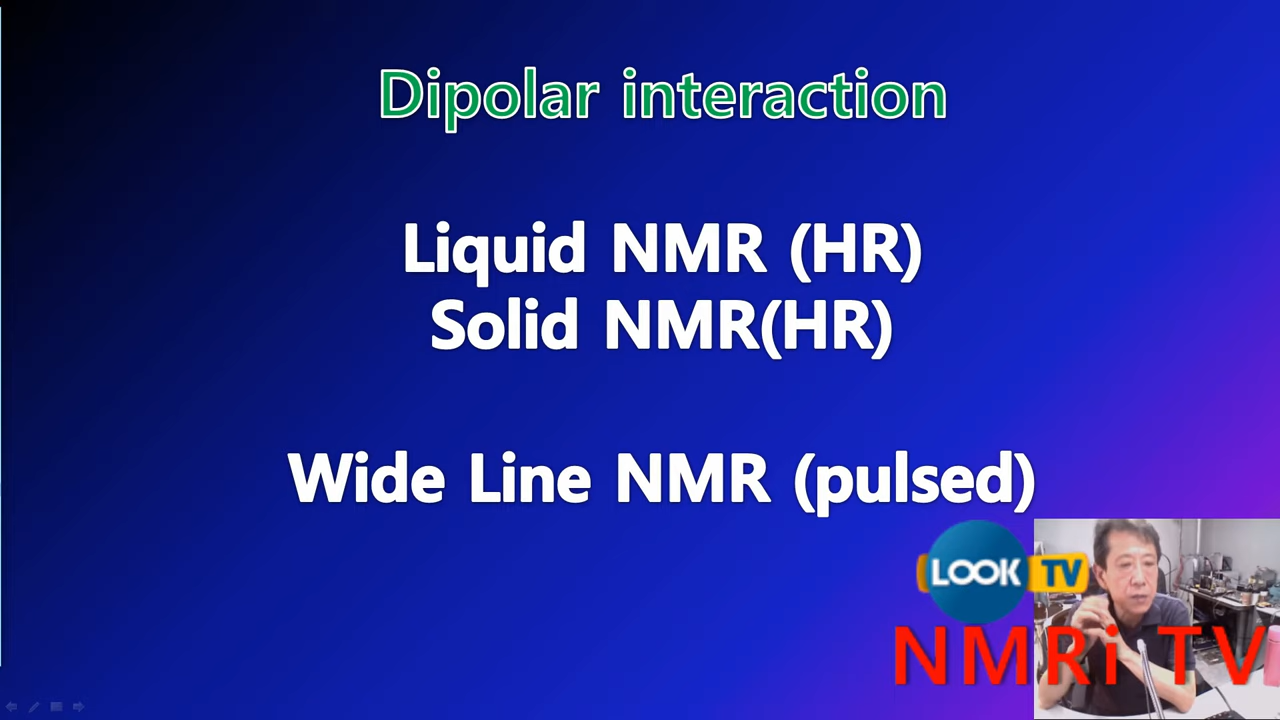 Dipolar interaction
Liquid NMR (HR)
Solid NMR(HR)
Wide Line NMR (pulsed)
LOOK TV
NMRi TV